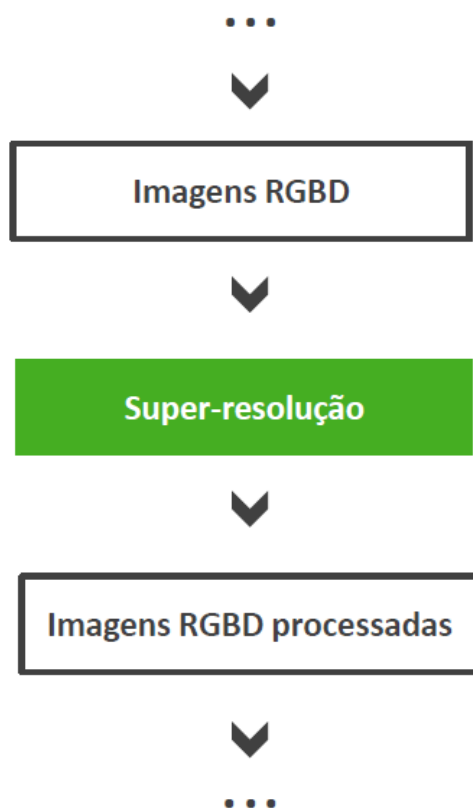 ...
Imagens RGBD
Super-resolução
Imagens RGBD processadas
...